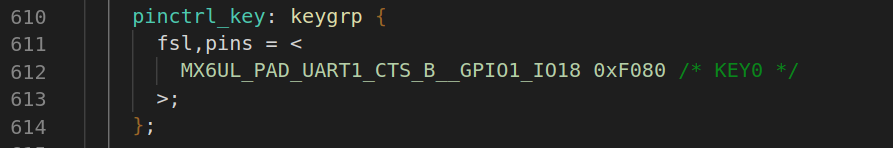 610 pinctrl_key: keygrp {
611 fsl,pins = <
612 MX6UL_PAD_UART1_CTS_B__GPIO1_IO18 0xF080 /* KEY0 */
613 >;
614 };